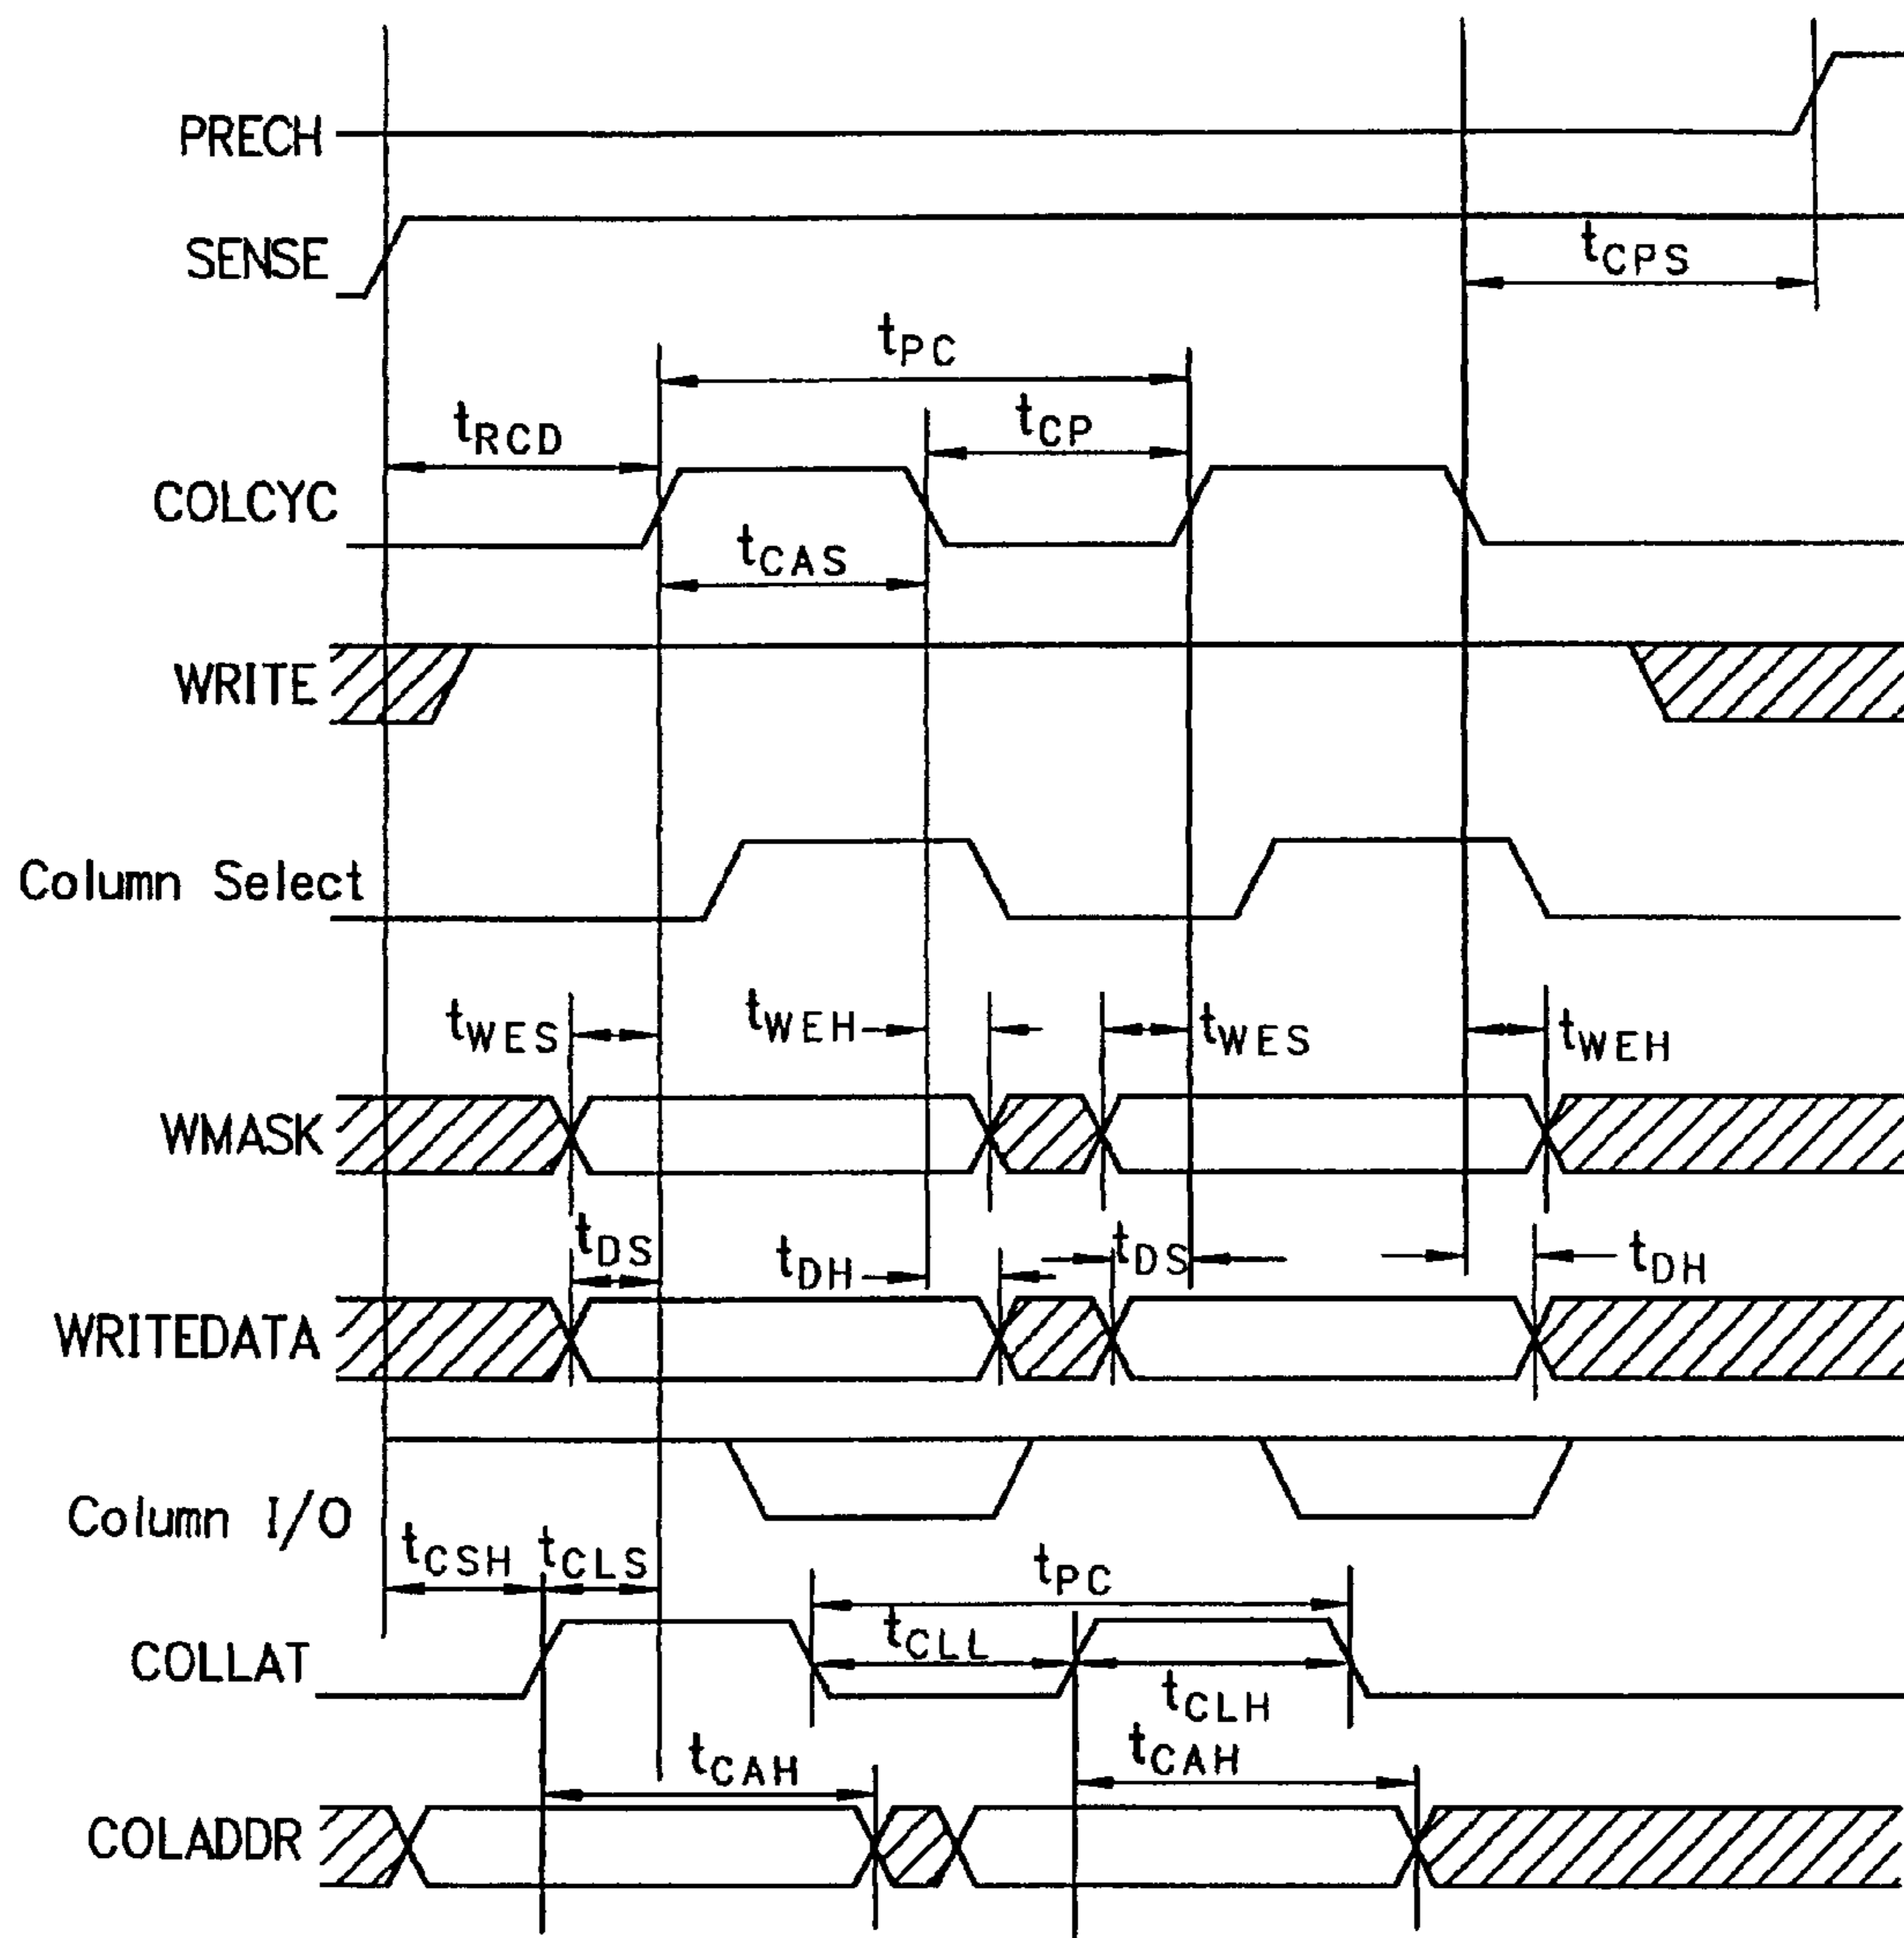 PRECH
SENSE
tCPS
tPC
tRCD
tCP
COLCYC
tCAS
WRITE
Column Select
tWES
tWEH
tWES
tWEH
WMASK
tDS
tDH
tDS
tDH
WRITEDATA
Column I/O
tCSH
tCLS
tPC
COLLAT
tCLL
tCLH
tCAH
tCAH
COLADDR